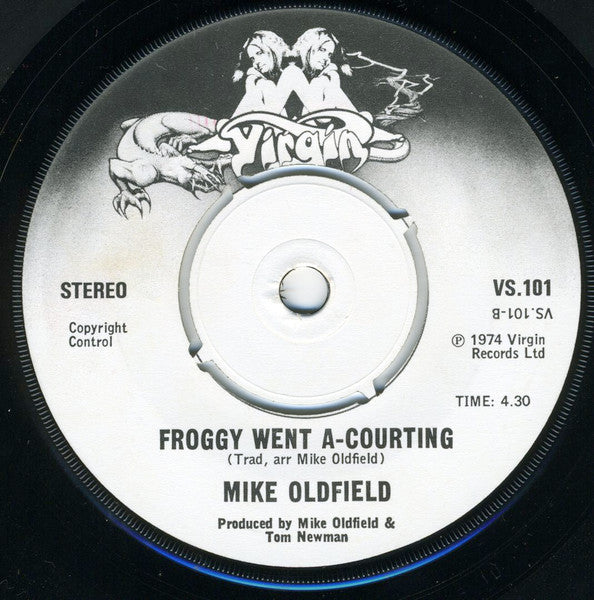 Virgin
STEREO
VS.101
VS.101-B
Copyright
Control
℗ 1974 Virgin
Records Ltd
TIME: 4.30
FROGGY WENT A-COURTING
(Trad, arr Mike Oldfield)
MIKE OLDFIELD
Produced by Mike Oldfield &
Tom Newman